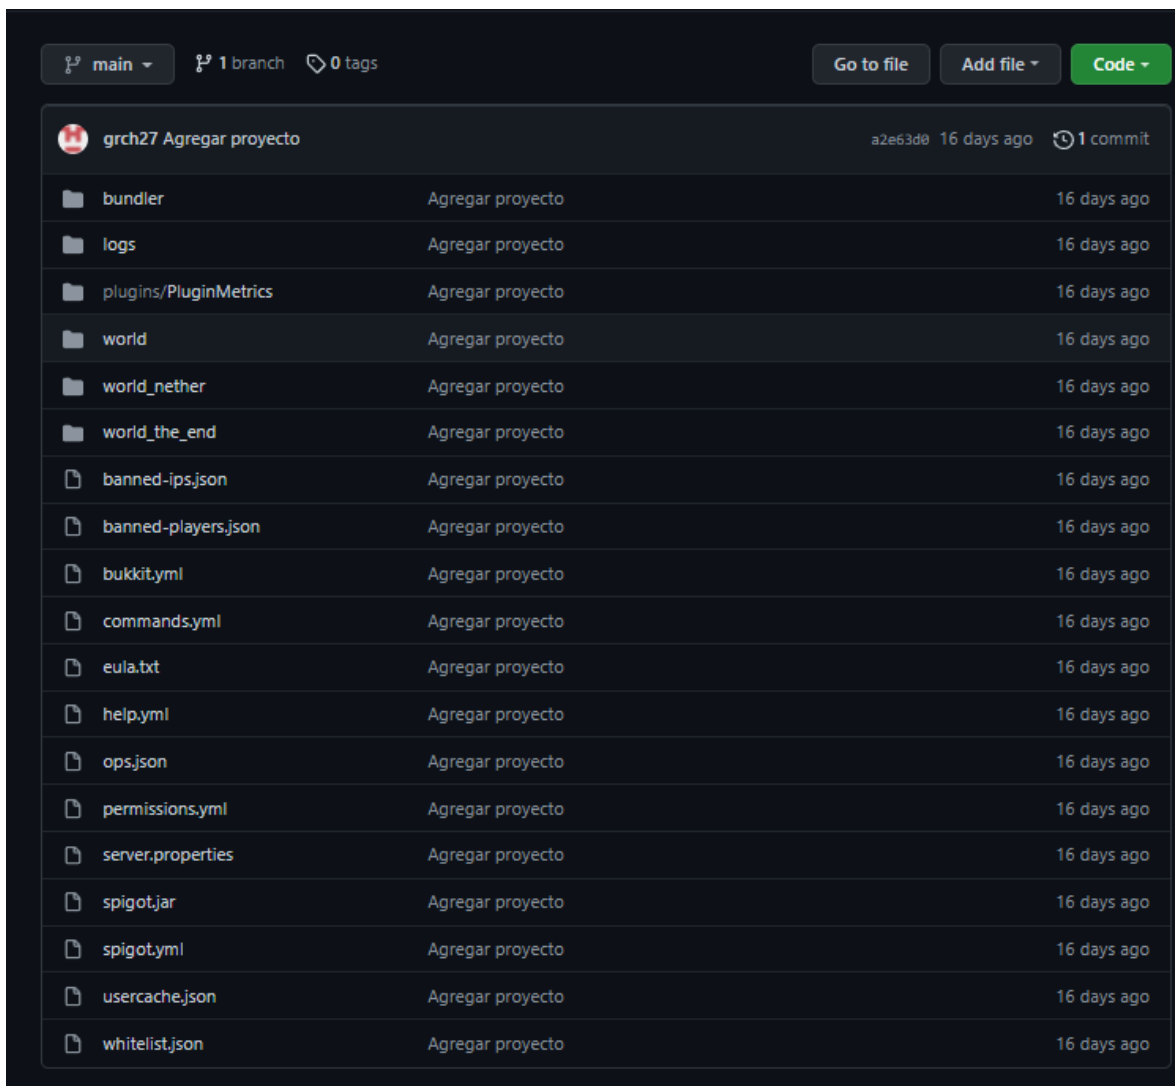 main 1 branch 0 tags Go to file Add file Code
grch27 Agregar proyecto a2e63d0 16 days ago 1 commit
bundler Agregar proyecto 16 days ago
logs Agregar proyecto 16 days ago
plugins/PluginMetrics Agregar proyecto 16 days ago
world Agregar proyecto 16 days ago
world_nether Agregar proyecto 16 days ago
world_the_end Agregar proyecto 16 days ago
banned-ips.json Agregar proyecto 16 days ago
banned-players.json Agregar proyecto 16 days ago
bukkit.yml Agregar proyecto 16 days ago
commands.yml Agregar proyecto 16 days ago
eula.txt Agregar proyecto 16 days ago
help.yml Agregar proyecto 16 days ago
ops.json Agregar proyecto 16 days ago
permissions.yml Agregar proyecto 16 days ago
server.properties Agregar proyecto 16 days ago
spigot.jar Agregar proyecto 16 days ago
spigot.yml Agregar proyecto 16 days ago
usercache.json Agregar proyecto 16 days ago
whitelist.json Agregar proyecto 16 days ago